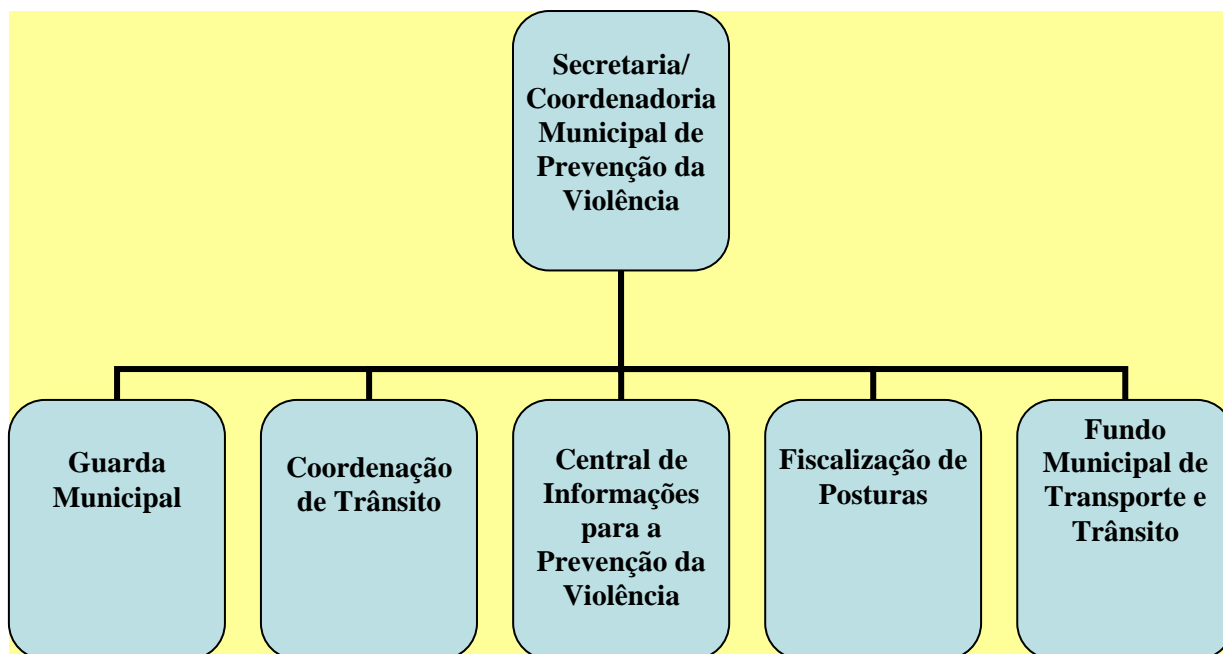 Secretaria/
Coordenadoria
Municipal de
Prevenção da
Violência
Guarda
Municipal
Coordenação
de Trânsito
Central de
Informações
para a
Prevenção da
Violência
Fiscalização de
Posturas
Fundo
Municipal de
Transporte e
Trânsito